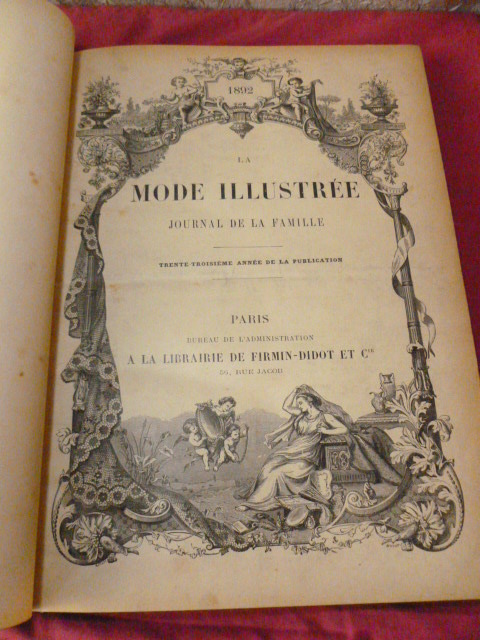 1892
LA
MODE ILLUSTRÉE
JOURNAL DE LA FAMILLE
TRENTE-TROISIÈME ANNÉE DE LA PUBLICATION
PARIS
BUREAU DE L'ADMINISTRATION
A LA LIBRAIRIE DE FIRMIN-DIDOT ET Cie
56, RUE JACOB